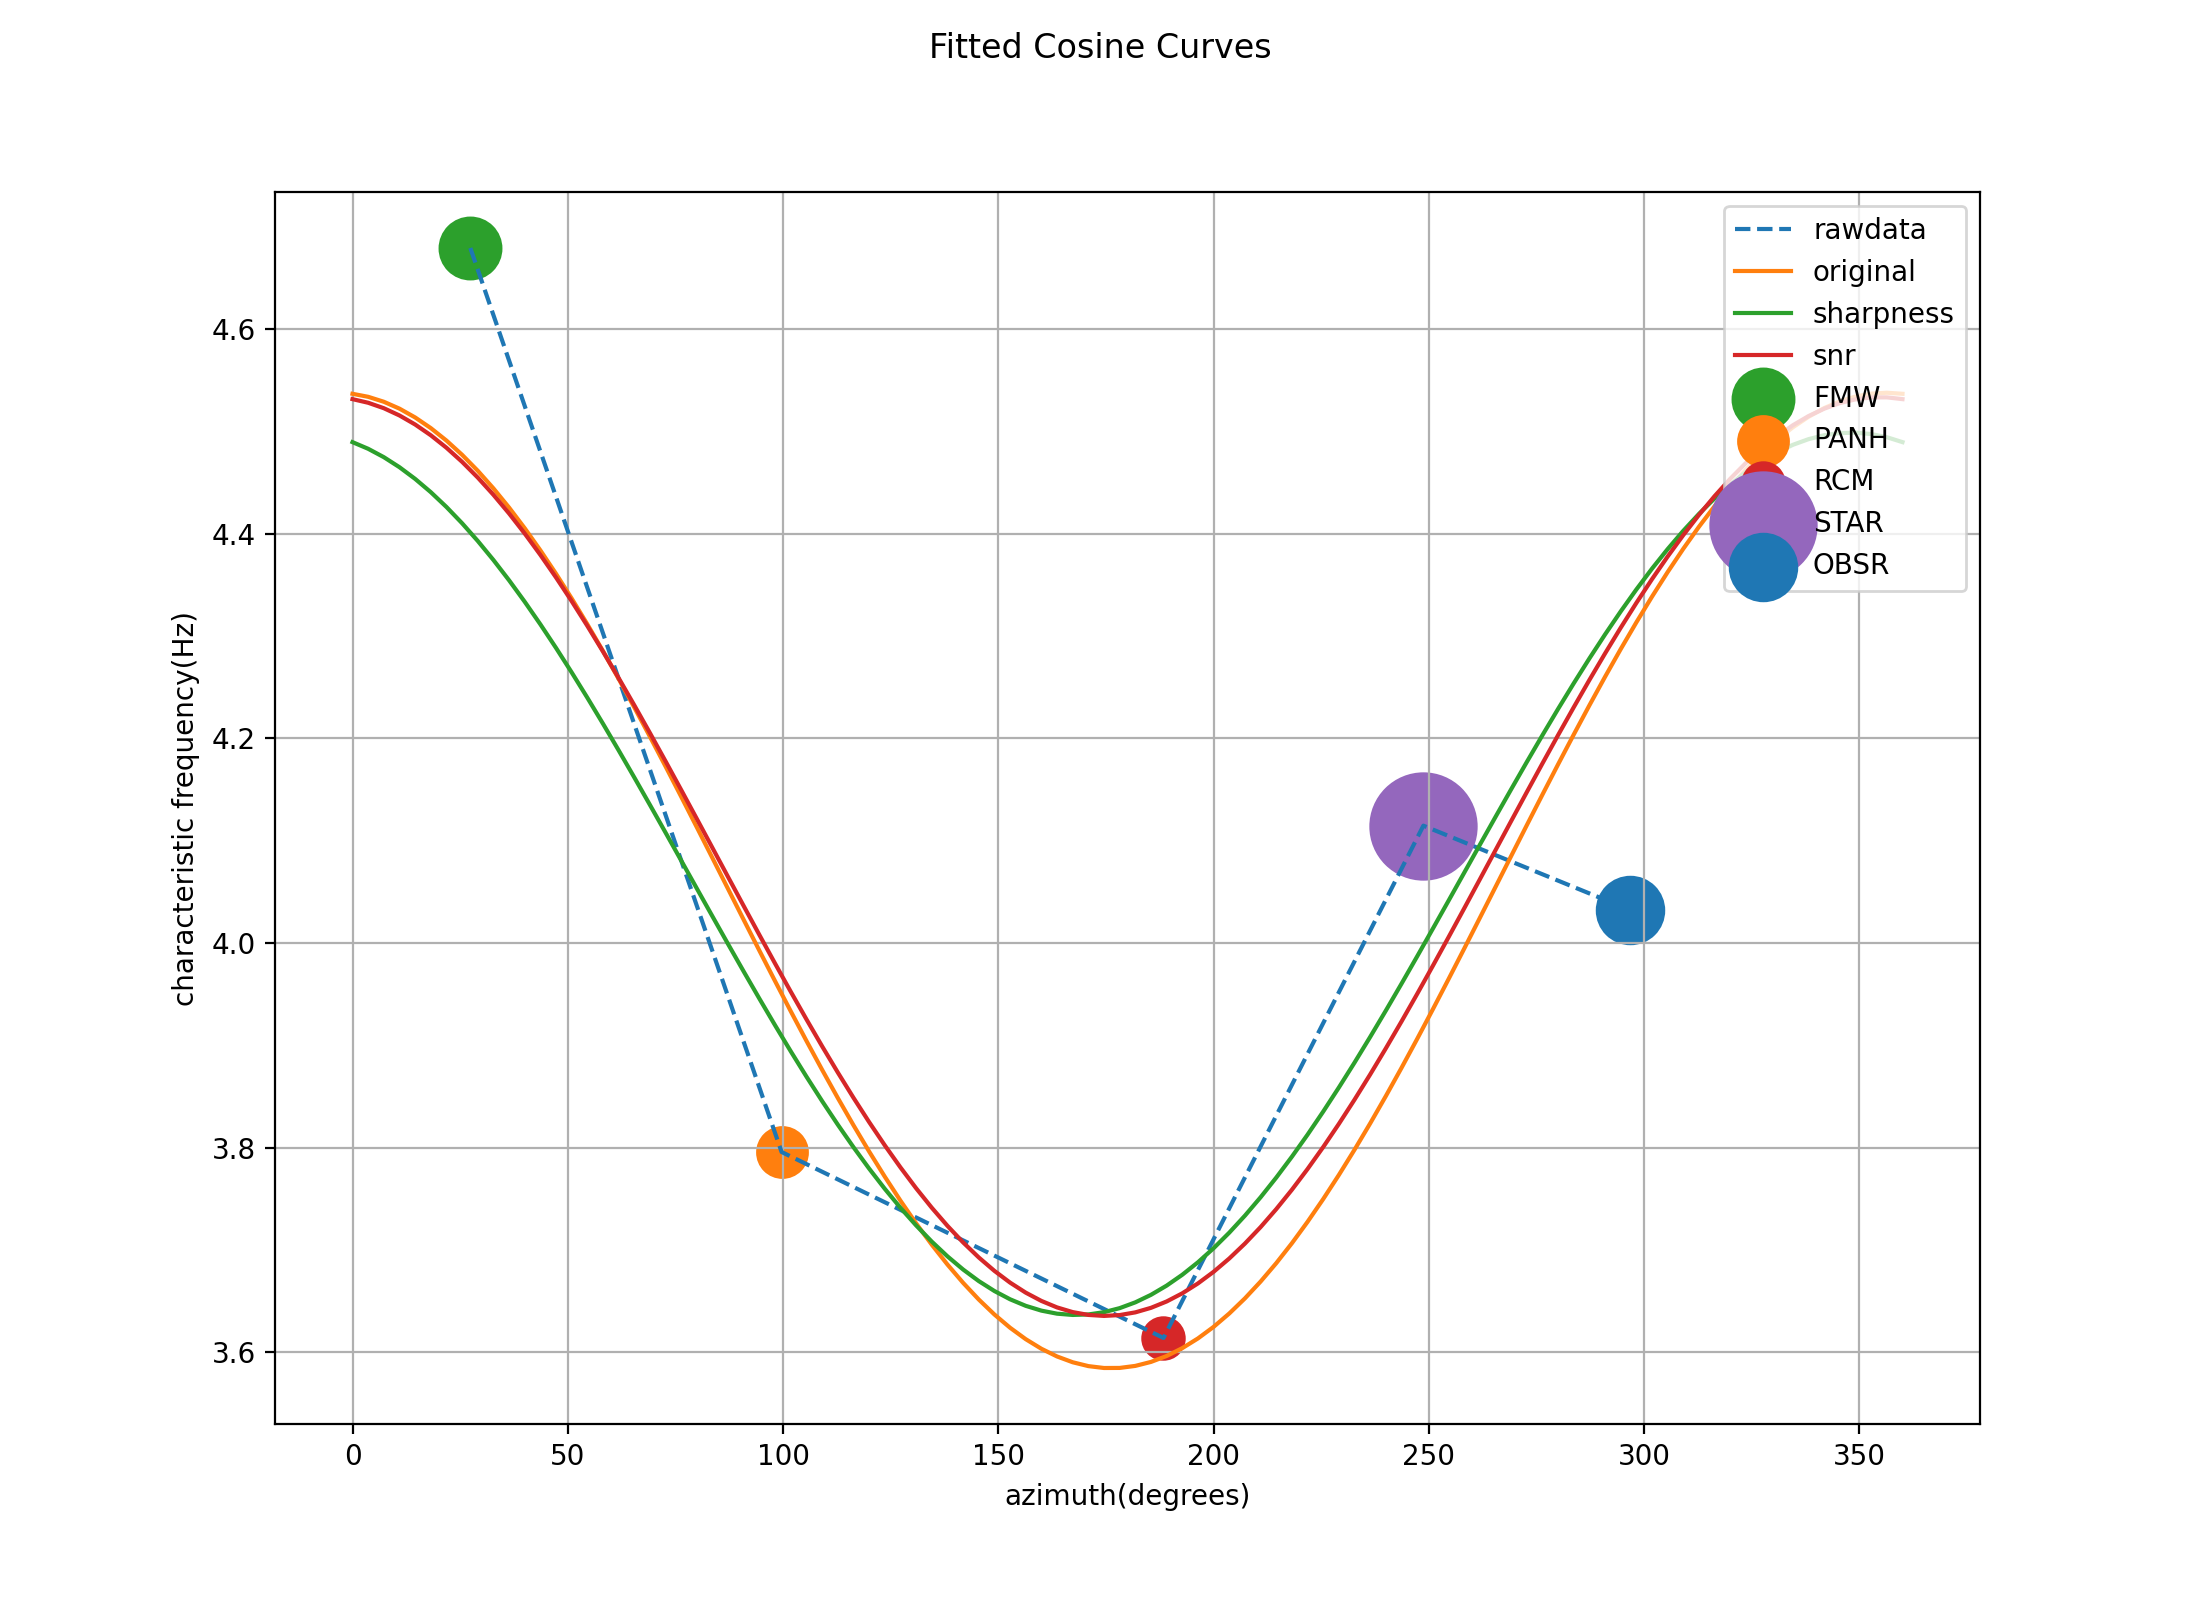 Fitted Cosine Curves
rawdata
original
sharpness
snr
FMW
PANH
RCM
STAR
OBSR
4.6
4.4
4.2
4.0
3.8
3.6
characteristic frequency(Hz)
0 50 100 150 200 250 300 350
azimuth(degrees)